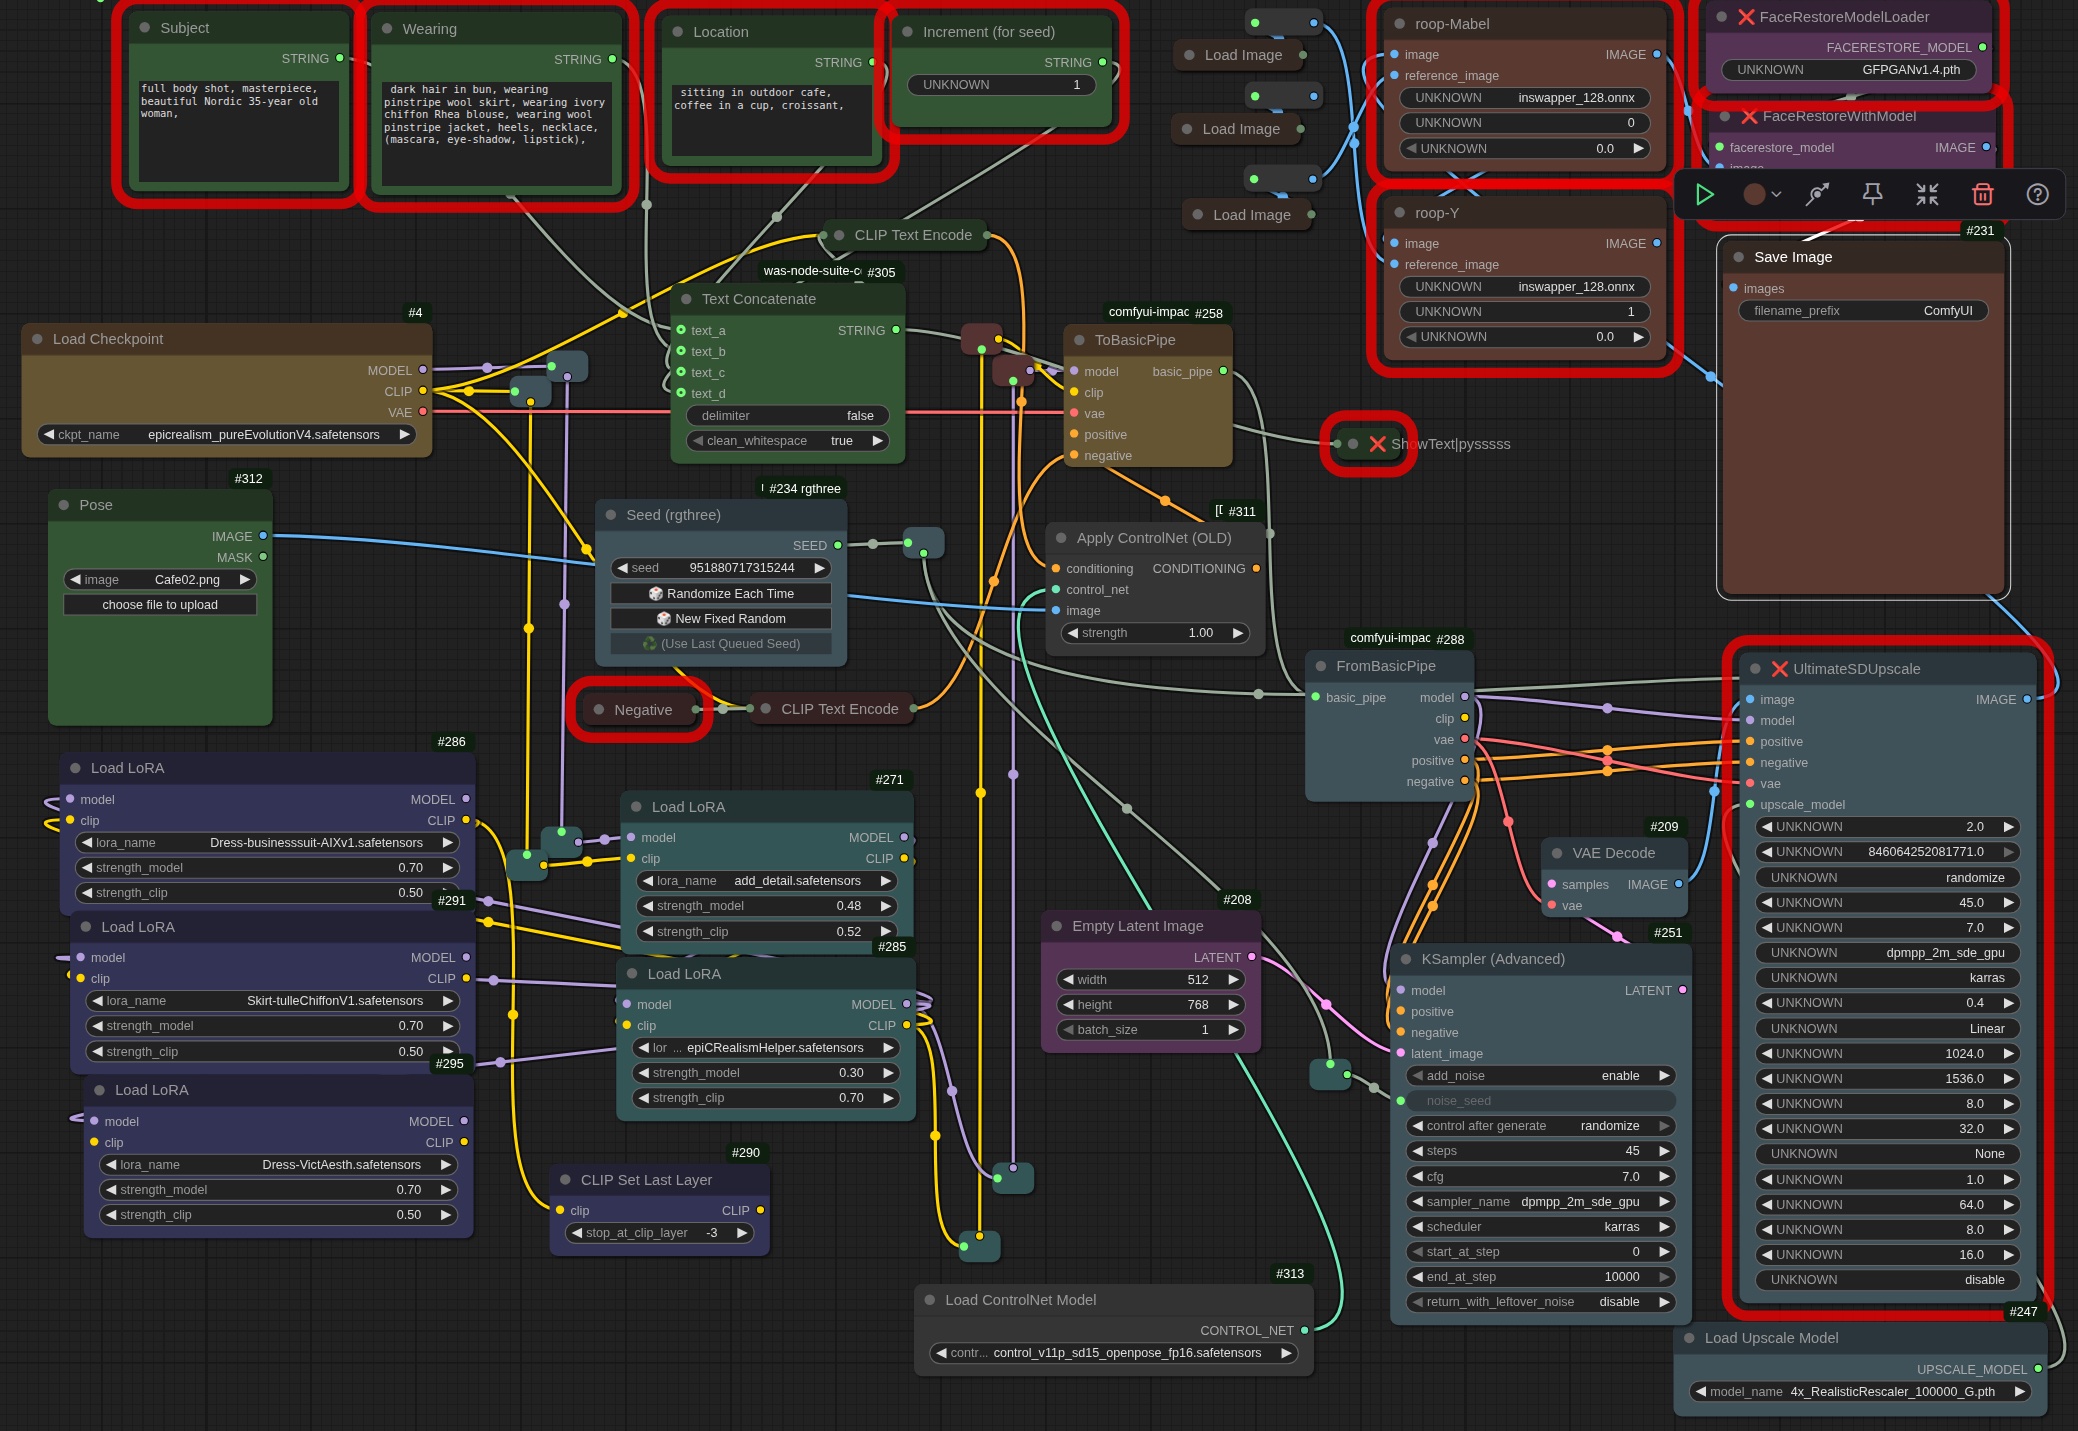 Subject
STRING
full body shot, masterpiece,
beautiful Nordic 35-year old
woman,
Wearing
STRING
dark hair in bun, wearing
pinstripe wool skirt, wearing ivory
chiffon Rhea blouse, wearing wool
pinstripe jacket, heels, necklace,
(mascara, eye-shadow, lipstick),
Location
STRING
sitting in outdoor cafe,
coffee in a cup, croissant,
Increment (for seed)
STRING
UNKNOWN 1
Load Image
Load Image
Load Image
roop-Mabel
image IMAGE
reference_image
UNKNOWN inswapper_128.onnx
UNKNOWN 0
UNKNOWN 0.0
roop-Y
image IMAGE
reference_image
UNKNOWN inswapper_128.onnx
UNKNOWN 1
UNKNOWN 0.0
FaceRestoreModelLoader
FACERESTORE_MODEL
UNKNOWN GFPGANv1.4.pth
FaceRestoreWithModel
facerestore_model IMAGE
image
#231
Save Image
images
filename_prefix ComfyUI
CLIP Text Encode
was-node-suite-c #305
Text Concatenate
text_a STRING
text_b
text_c
text_d
delimiter false
clean_whitespace true
#4
Load Checkpoint
MODEL
CLIP
VAE
ckpt_name epicrealism_pureEvolutionV4.safetensors
comfyui-impac #258
ToBasicPipe
model basic_pipe
clip
vae
positive
negative
ShowText|pysssss
#312
Pose
IMAGE
MASK
image Cafe02.png
choose file to upload
#234 rgthree
Seed (rgthree)
SEED
seed 951880717315244
🎲 Randomize Each Time
🎲 New Fixed Random
♻️ (Use Last Queued Seed)
#311
Apply ControlNet (OLD)
conditioning CONDITIONING
control_net
image
strength 1.00
Negative
CLIP Text Encode
comfyui-impac #288
FromBasicPipe
basic_pipe model
clip
vae
positive
negative
UltimateSDUpscale
image IMAGE
model
positive
negative
vae
upscale_model
UNKNOWN 2.0
UNKNOWN 846064252081771.0
UNKNOWN randomize
UNKNOWN 45.0
UNKNOWN 7.0
UNKNOWN dpmpp_2m_sde_gpu
UNKNOWN karras
UNKNOWN 0.4
UNKNOWN Linear
UNKNOWN 1024.0
UNKNOWN 1536.0
UNKNOWN 8.0
UNKNOWN 32.0
UNKNOWN None
UNKNOWN 1.0
UNKNOWN 64.0
UNKNOWN 8.0
UNKNOWN 16.0
UNKNOWN disable
#286
Load LoRA
model MODEL
clip CLIP
lora_name Dress-businesssuit-AIXv1.safetensors
strength_model 0.70
strength_clip 0.50
#291
Load LoRA
model MODEL
clip CLIP
lora_name Skirt-tulleChiffonV1.safetensors
strength_model 0.70
strength_clip 0.50
#295
Load LoRA
model MODEL
clip CLIP
lora_name Dress-VictAesth.safetensors
strength_model 0.70
strength_clip 0.50
#271
Load LoRA
model MODEL
clip CLIP
lora_name add_detail.safetensors
strength_model 0.48
strength_clip 0.52
#285
Load LoRA
model MODEL
clip CLIP
lor ... epiCRealismHelper.safetensors
strength_model 0.30
strength_clip 0.70
#290
CLIP Set Last Layer
clip CLIP
stop_at_clip_layer -3
#208
Empty Latent Image
LATENT
width 512
height 768
batch_size 1
#209
VAE Decode
samples IMAGE
vae
#251
KSampler (Advanced)
model LATENT
positive
negative
latent_image
add_noise enable
noise_seed
control after generate randomize
steps 45
cfg 7.0
sampler_name dpmpp_2m_sde_gpu
scheduler karras
start_at_step 0
end_at_step 10000
return_with_leftover_noise disable
#313
Load ControlNet Model
CONTROL_NET
contr... control_v11p_sd15_openpose_fp16.safetensors
#247
Load Upscale Model
UPSCALE_MODEL
model_name 4x_RealisticRescaler_100000_G.pth